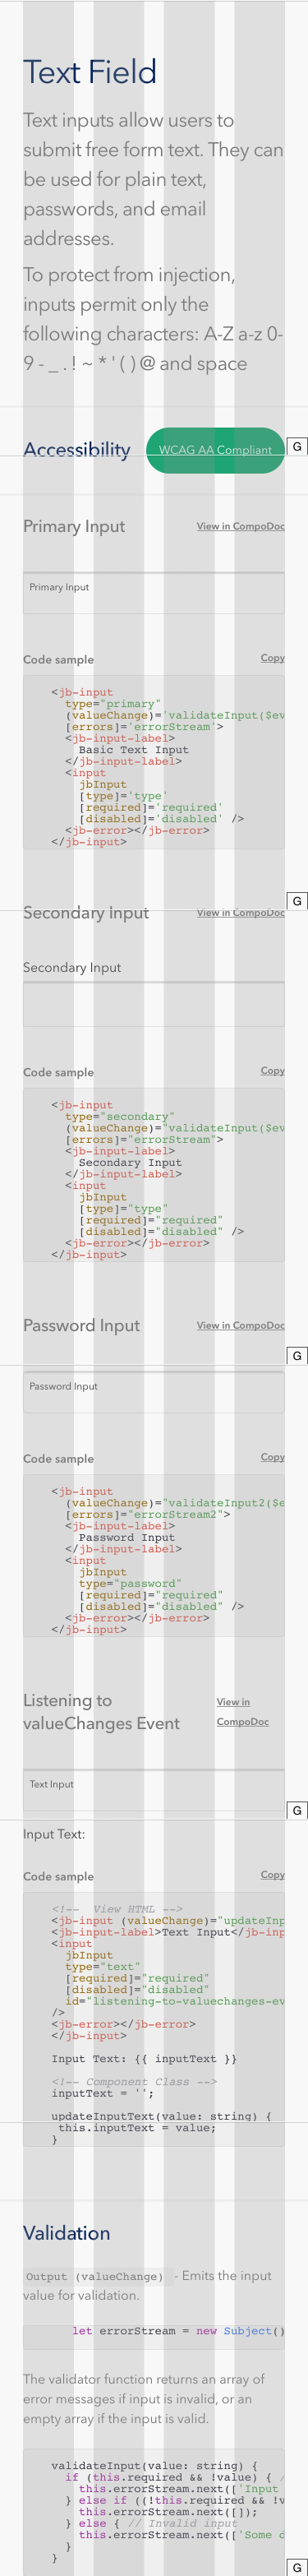 Text Field
Text inputs allow users to
submit free form text. They can
be used for plain text,
passwords, and email
addresses.
To protect from injection,
inputs permit only the
following characters: A-Z a-z 0-
9 - _ . ! ~ * ' ( ) @ and space
Accessibility
WCAG AA Compliant
G
Primary Input
View in CompoDoc
Primary Input
Code sample
Copy
<jb-input
type="primary"
(valueChange)='validateInput($ev
[errors]='errorStream'>
<jb-input-label>
Basic Text Input
</jb-input-label>
<input
jbInput
[type]='type'
[required]='required'
[disabled]='disabled' />
<jb-error></jb-error>
</jb-input>
G
Secondary Input
View in CompoDoc
Secondary Input
Code sample
Copy
<jb-input
type="secondary"
(valueChange)="validateInput($ev
[errors]="errorStream">
<jb-input-label>
Secondary Input
</jb-input-label>
<input
jbInput
[type]="type"
[required]="required"
[disabled]="disabled" />
<jb-error></jb-error>
</jb-input>
Password Input
View in CompoDoc
G
Password Input
Code sample
Copy
<jb-input
(valueChange)="validateInput2($e
[errors]="errorStream2">
<jb-input-label>
Password Input
</jb-input-label>
<input
jbInput
type="password"
[required]="required"
[disabled]="disabled" />
<jb-error></jb-error>
</jb-input>
Listening to
valueChanges Event
View in
CompoDoc
Text Input
G
Input Text:
Code sample
Copy
<!--  View HTML -->
<jb-input (valueChange)="updateInp
<jb-input-label>Text Input</jb-inp
<input
jbInput
type="text"
[required]="required"
[disabled]="disabled"
id="listening-to-valuechanges-ev
/>
<jb-error></jb-error>
</jb-input>
Input Text: {{ inputText }}
<!-- Component Class -->
inputText = '';
updateInputText(value: string) {
this.inputText = value;
}
Validation
Output (valueChange) - Emits the input
value for validation.
let errorStream = new Subject()
The validator function returns an array of
error messages if input is invalid, or an
empty array if the input is valid.
validateInput(value: string) {
if (this.required && !value) { /
this.errorStream.next(['Input
} else if ((!this.required && !v
this.errorStream.next([]);
} else { // Invalid input
this.errorStream.next(['Some d
}
}
G